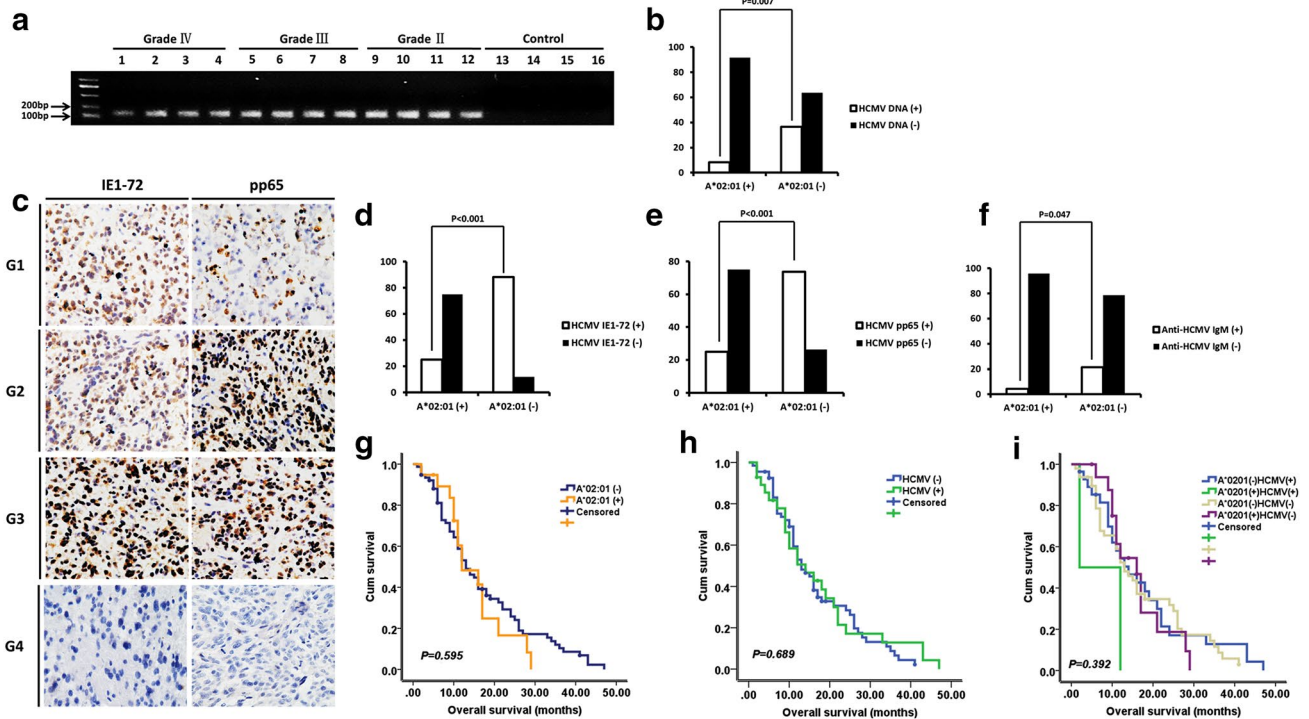 a
Grade Ⅳ Grade Ⅲ Grade Ⅱ Control
1 2 3 4 5 6 7 8 9 10 11 12 13 14 15 16
200bp
100bp
b
P=0.007
100
80
60
40
20
0
A*02:01 (+) A*02:01 (-)
HCMV DNA (+)
HCMV DNA (-)
c
IE1-72 pp65
G1
G2
G3
G4
d
P<0.001
100
80
60
40
20
0
A*02:01 (+) A*02:01 (-)
HCMV IE1-72 (+)
HCMV IE1-72 (-)
e
P<0.001
80
60
40
20
0
A*02:01 (+) A*02:01 (-)
HCMV pp65 (+)
HCMV pp65 (-)
f
P=0.047
100
80
60
40
20
0
A*02:01 (+) A*02:01 (-)
Anti-HCMV IgM (+)
Anti-HCMV IgM (-)
g
Cum survival
1.0
0.8
0.6
0.4
0.2
0.0
A*02:01 (-)
A*02:01 (+)
Censored
P=0.595
.00 10.00 20.00 30.00 40.00 50.00
Overall survival (months)
h
Cum survival
1.0
0.8
0.6
0.4
0.2
0.0
HCMV (-)
HCMV (+)
Censored
P=0.689
.00 10.00 20.00 30.00 40.00 50.00
Overall survival (months)
i
Cum survival
1.0
0.8
0.6
0.4
0.2
0.0
A*0201(-)HCMV(+)
A*0201(+)HCMV(+)
A*0201(-)HCMV(-)
A*0201(+)HCMV(-)
Censored
P=0.392
.00 10.00 20.00 30.00 40.00 50.00
Overall survival (months)